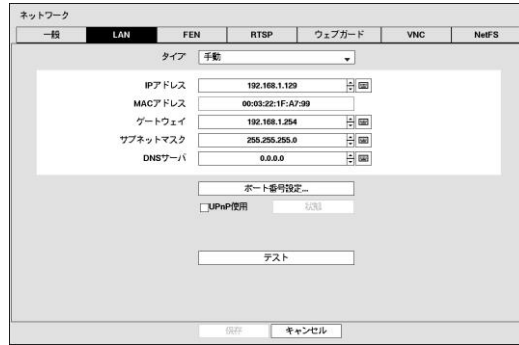 ネットワーク
一般 LAN FEN RTSP ウェブガード VNC NetFS
タイプ 手動
IPアドレス 192.168.1.129
MACアドレス 00:03:22:1F:A7:99
ゲートウェイ 192.168.1.254
サブネットマスク 255.255.255.0
DNSサーバ 0.0.0.0
ポート番号設定...
UPnP使用
テスト
保存 キャンセル